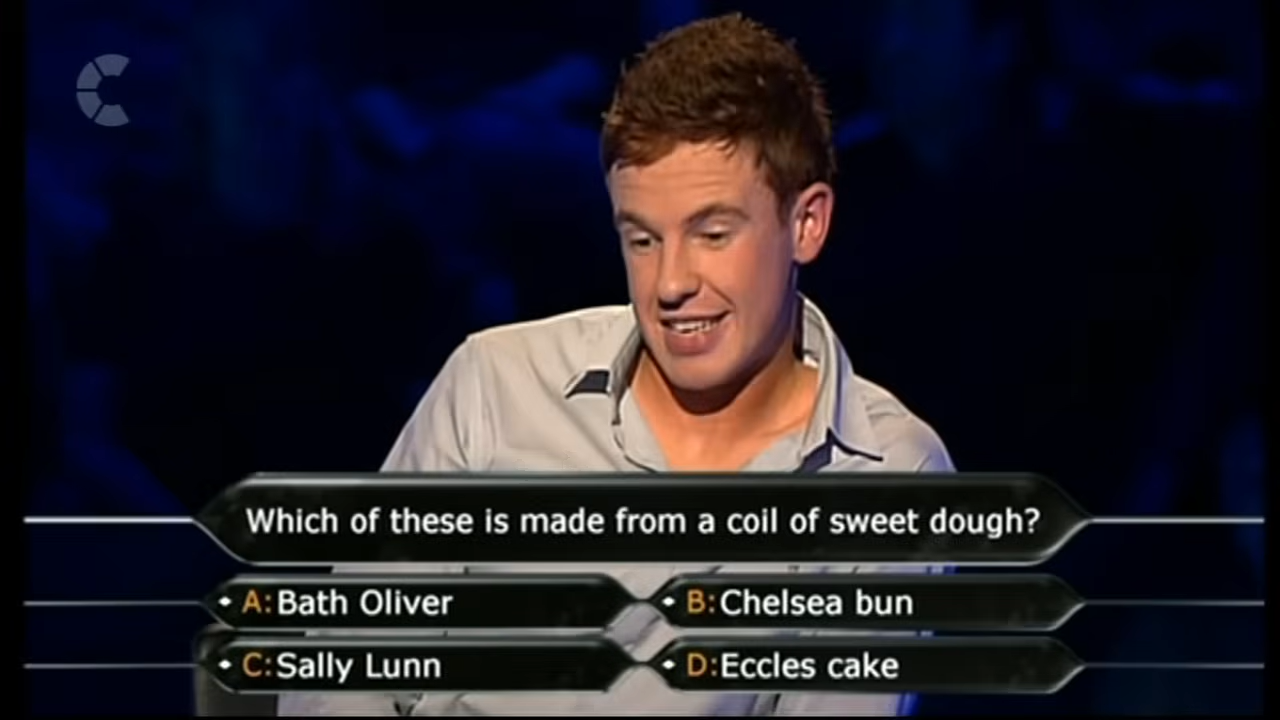 Which of these is made from a coil of sweet dough?
A: Bath Oliver
B: Chelsea bun
C: Sally Lunn
D: Eccles cake